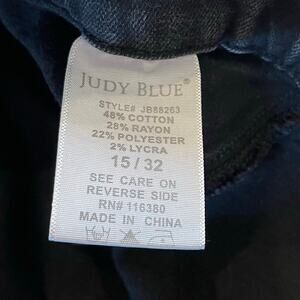 JUDY BLUE®
STYLE# JB88263
48% COTTON
28% RAYON
22% POLYESTER
2% LYCRA
15 / 32
SEE CARE ON
REVERSE SIDE
RN# 116380
MADE IN CHINA